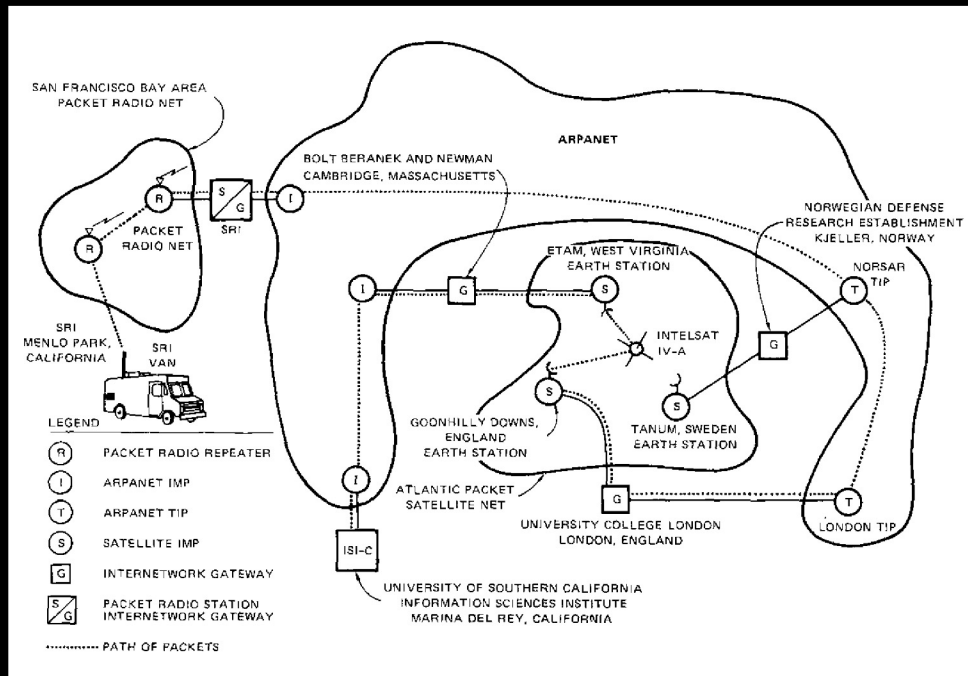 SAN FRANCISCO BAY AREA
PACKET RADIO NET
ARPANET
BOLT BERANEK AND NEWMAN
CAMBRIDGE, MASSACHUSETTS
NORWEGIAN DEFENSE
RESEARCH ESTABLISHMENT
KJELLER, NORWAY
R
S
G
I
PACKET
RADIO NET
SRI
R
ETAM, WEST VIRGINIA
EARTH STATION
NORSAR
TIP
I
G
S
T
SRI
MENLO PARK,
CALIFORNIA
INTELSAT
IV-A
G
SRI
VAN
S
S
GOONHILLY DOWNS,
ENGLAND
EARTH STATION
TANUM, SWEDEN
EARTH STATION
LEGEND
R PACKET RADIO REPEATER
I ARPANET IMP
T ARPANET TIP
S SATELLITE IMP
G INTERNETWORK GATEWAY
S
G
PACKET RADIO STATION
INTERNETWORK GATEWAY
PATH OF PACKETS
I
ATLANTIC PACKET
SATELLITE NET
G
T
UNIVERSITY COLLEGE LONDON
LONDON, ENGLAND
LONDON TIP
ISI-C
UNIVERSITY OF SOUTHERN CALIFORNIA
INFORMATION SCIENCES INSTITUTE
MARINA DEL REY, CALIFORNIA